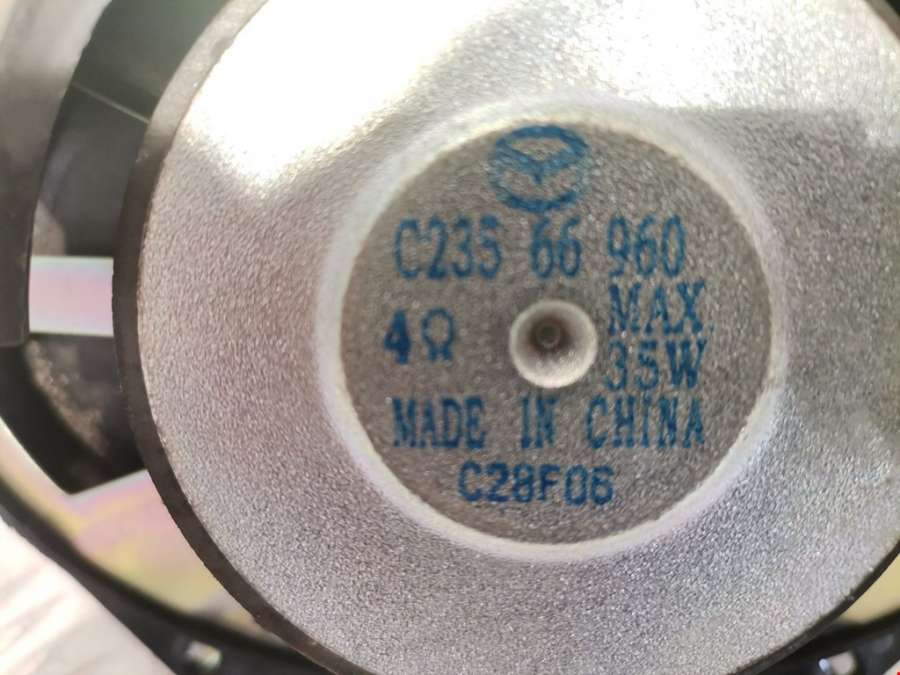 C235 66 960
4Ω MAX.
35W
MADE IN CHINA
C28F06